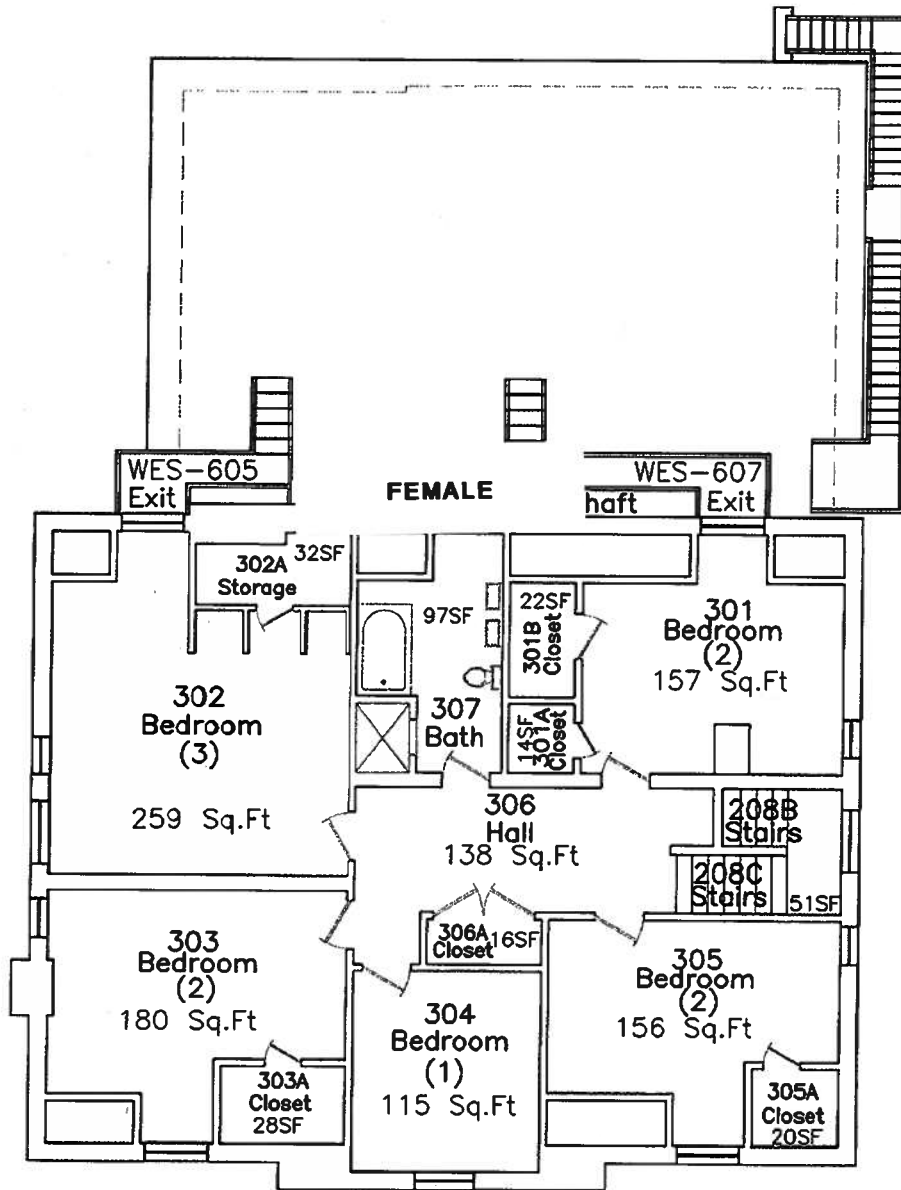 WES-605
Exit
FEMALE
WES-607
Exit
haft
302A
Storage
32SF
97SF
22SF
301B
Closet
301
Bedroom
(2)
157 Sq.Ft
302
Bedroom
(3)
259 Sq.Ft
307
Bath
14SF
301A
Closet
306
Hall
138 Sq.Ft
208B
Stairs
208C
Stairs
51SF
306A
Closet
16SF
303
Bedroom
(2)
180 Sq.Ft
303A
Closet
28SF
304
Bedroom
(1)
115 Sq.Ft
305
Bedroom
(2)
156 Sq.Ft
305A
Closet
20SF